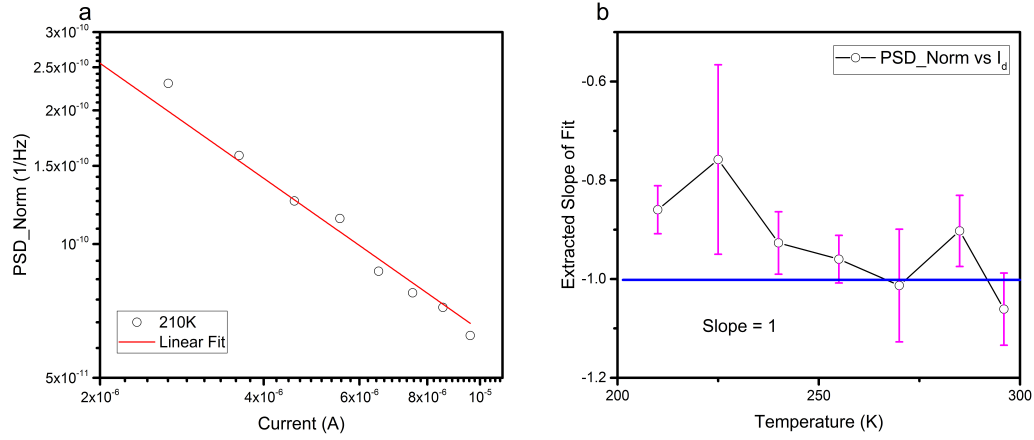 a
3x10-10
2.5x10-10
2x10-10
1.5x10-10
10-10
5x10-11
PSD_Norm (1/Hz)
210K
Linear Fit
2x10-6
4x10-6
6x10-6
8x10-6
10-5
Current (A)
b
-0.6
-0.8
-1.0
-1.2
Extracted Slope of Fit
PSD_Norm vs Id
Slope = 1
200
250
300
Temperature (K)